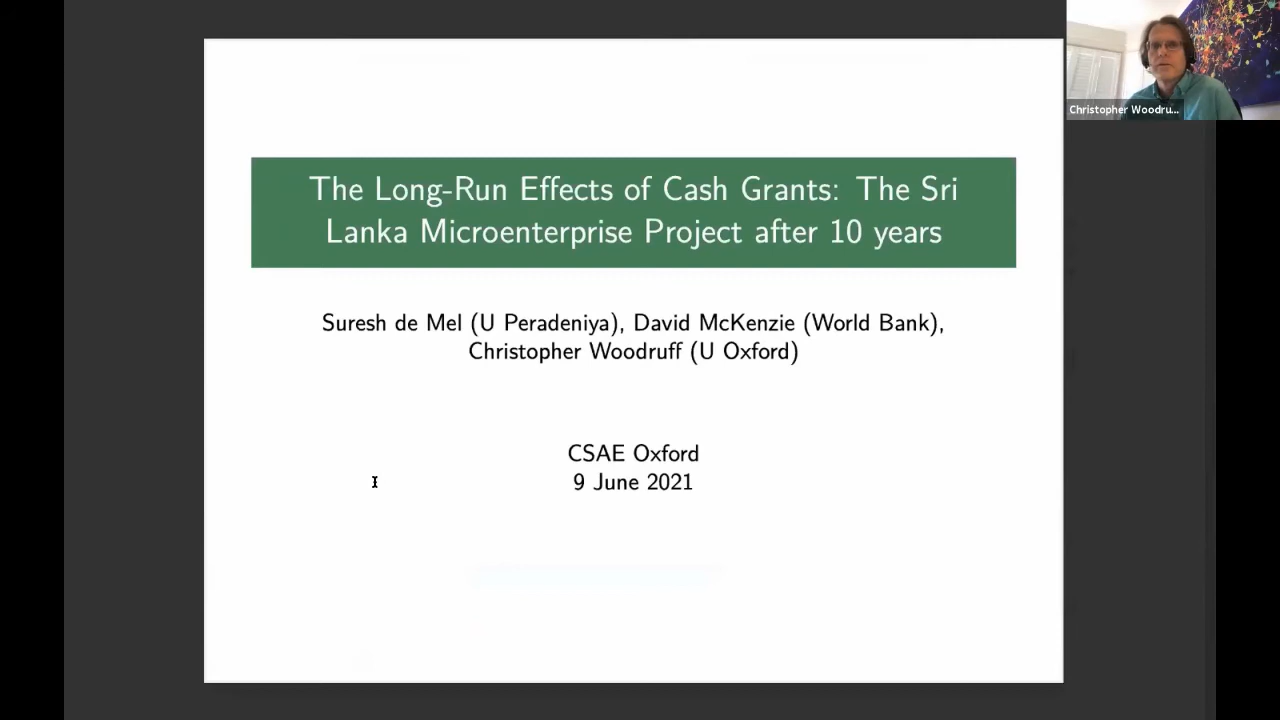 Christopher Woodru...
The Long-Run Effects of Cash Grants: The Sri
Lanka Microenterprise Project after 10 years
Suresh de Mel (U Peradeniya), David McKenzie (World Bank),
Christopher Woodruff (U Oxford)
CSAE Oxford
9 June 2021